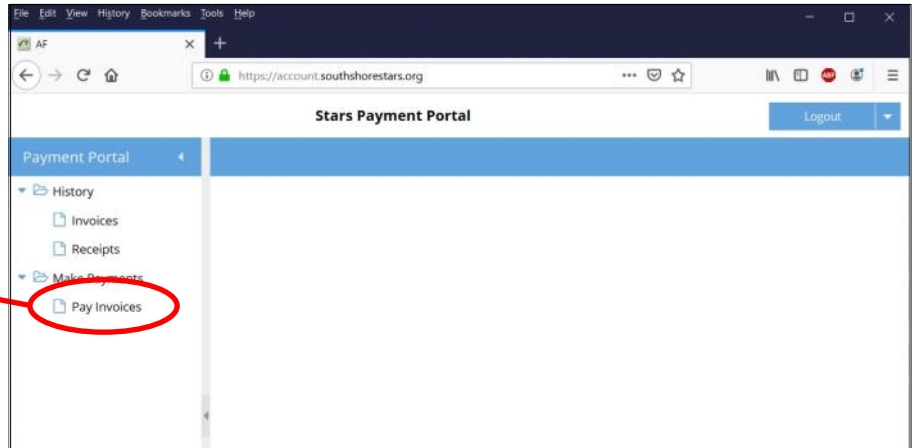 File Edit View History Bookmarks Tools Help
AF
https://account.southshorestars.org
ABP
Stars Payment Portal
Logout
Payment Portal
History
Invoices
Receipts
Make Payments
Pay Invoices